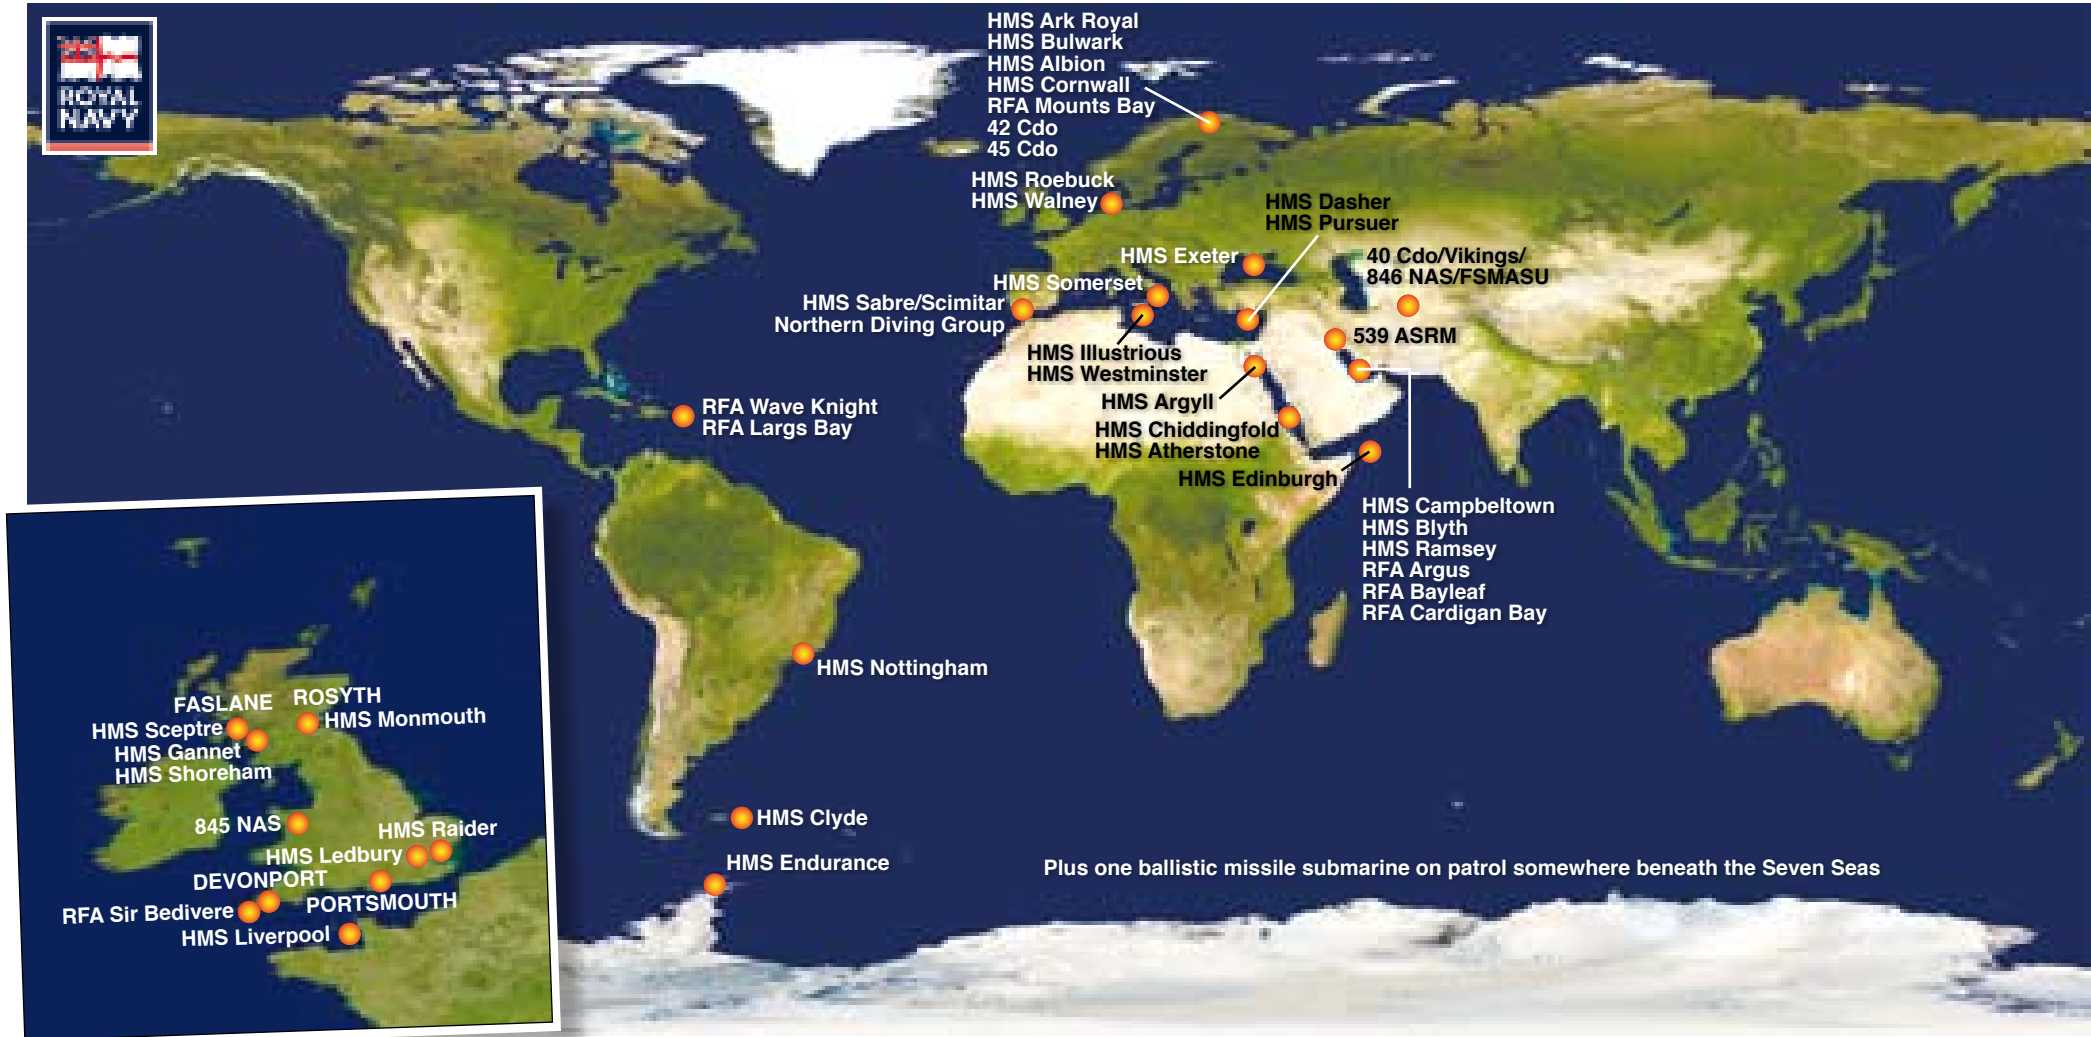 ROYAL
NAVY
HMS Ark Royal
HMS Bulwark
HMS Albion
HMS Cornwall
RFA Mounts Bay
42 Cdo
45 Cdo
HMS Roebuck
HMS Walney
HMS Dasher
HMS Pursuer
HMS Exeter
40 Cdo/Vikings/
846 NAS/FSMASU
HMS Somerset
HMS Sabre/Scimitar
Northern Diving Group
539 ASRM
HMS Illustrious
HMS Westminster
HMS Argyll
RFA Wave Knight
RFA Largs Bay
HMS Chiddingfold
HMS Atherstone
HMS Edinburgh
HMS Campbeltown
HMS Blyth
HMS Ramsey
RFA Argus
RFA Bayleaf
RFA Cardigan Bay
HMS Nottingham
HMS Clyde
HMS Endurance
Plus one ballistic missile submarine on patrol somewhere beneath the Seven Seas
FASLANE
ROSYTH
HMS Sceptre
HMS Monmouth
HMS Gannet
HMS Shoreham
845 NAS
HMS Raider
HMS Ledbury
DEVONPORT
PORTSMOUTH
RFA Sir Bedivere
HMS Liverpool